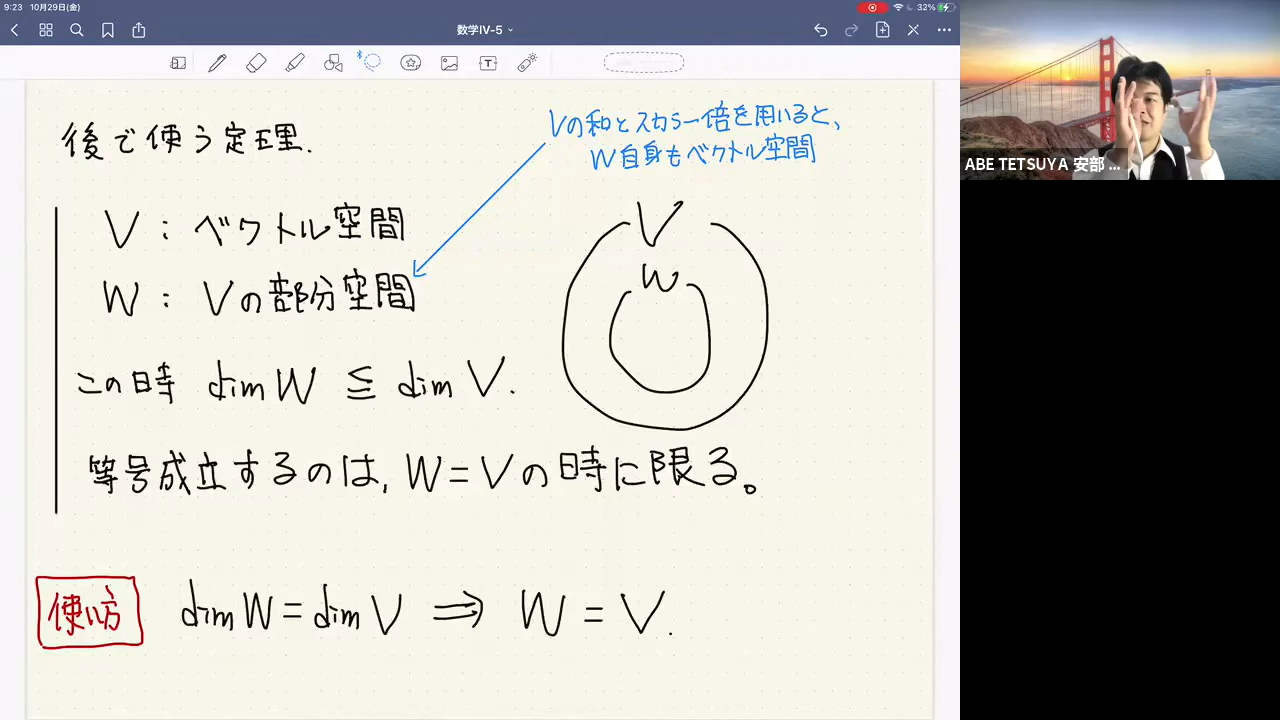 9:23 10月29日(金)
32%
数学IV-5
後で使う定理.
Vの和とスカラー倍を用いると、
W自身もベクトル空間
V : ベクトル空間
W : Vの部分空間
V
W
この時 dim W ≦ dim V.
等号成立するのは, W=Vの時に限る。
使い方 dim W = dim V ⟹ W = V.
ABE TETSUYA 安部 ...